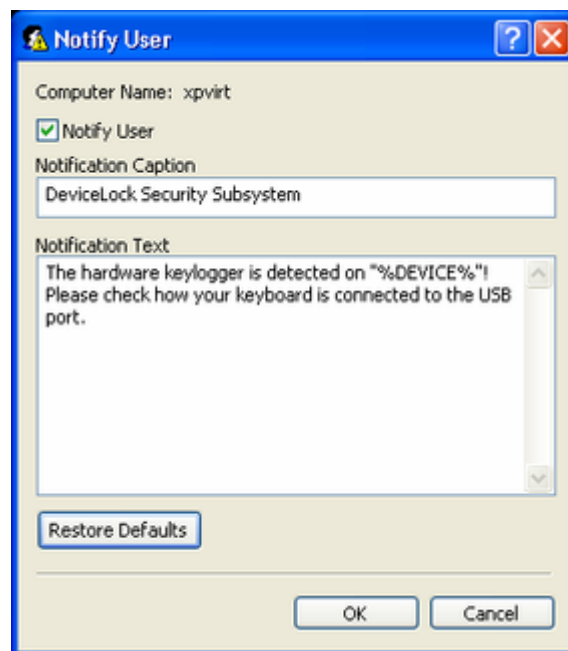 Notify User
Computer Name: xpvirt
Notify User
Notification Caption
DeviceLock Security Subsystem
Notification Text
The hardware keylogger is detected on "%DEVICE%"!
Please check how your keyboard is connected to the USB
port.
Restore Defaults
OK Cancel